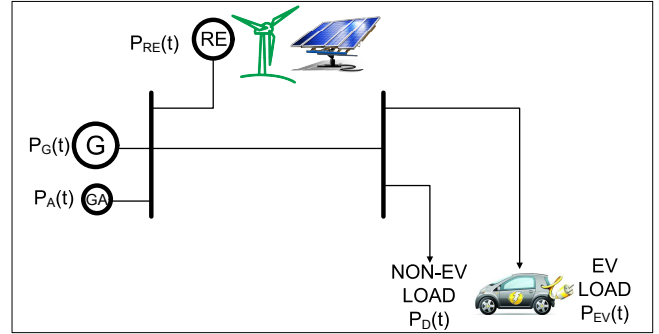 P_RE(t)
RE
P_G(t)
G
P_A(t)
GA
NON-EV
LOAD
P_D(t)
EV
LOAD
P_EV(t)